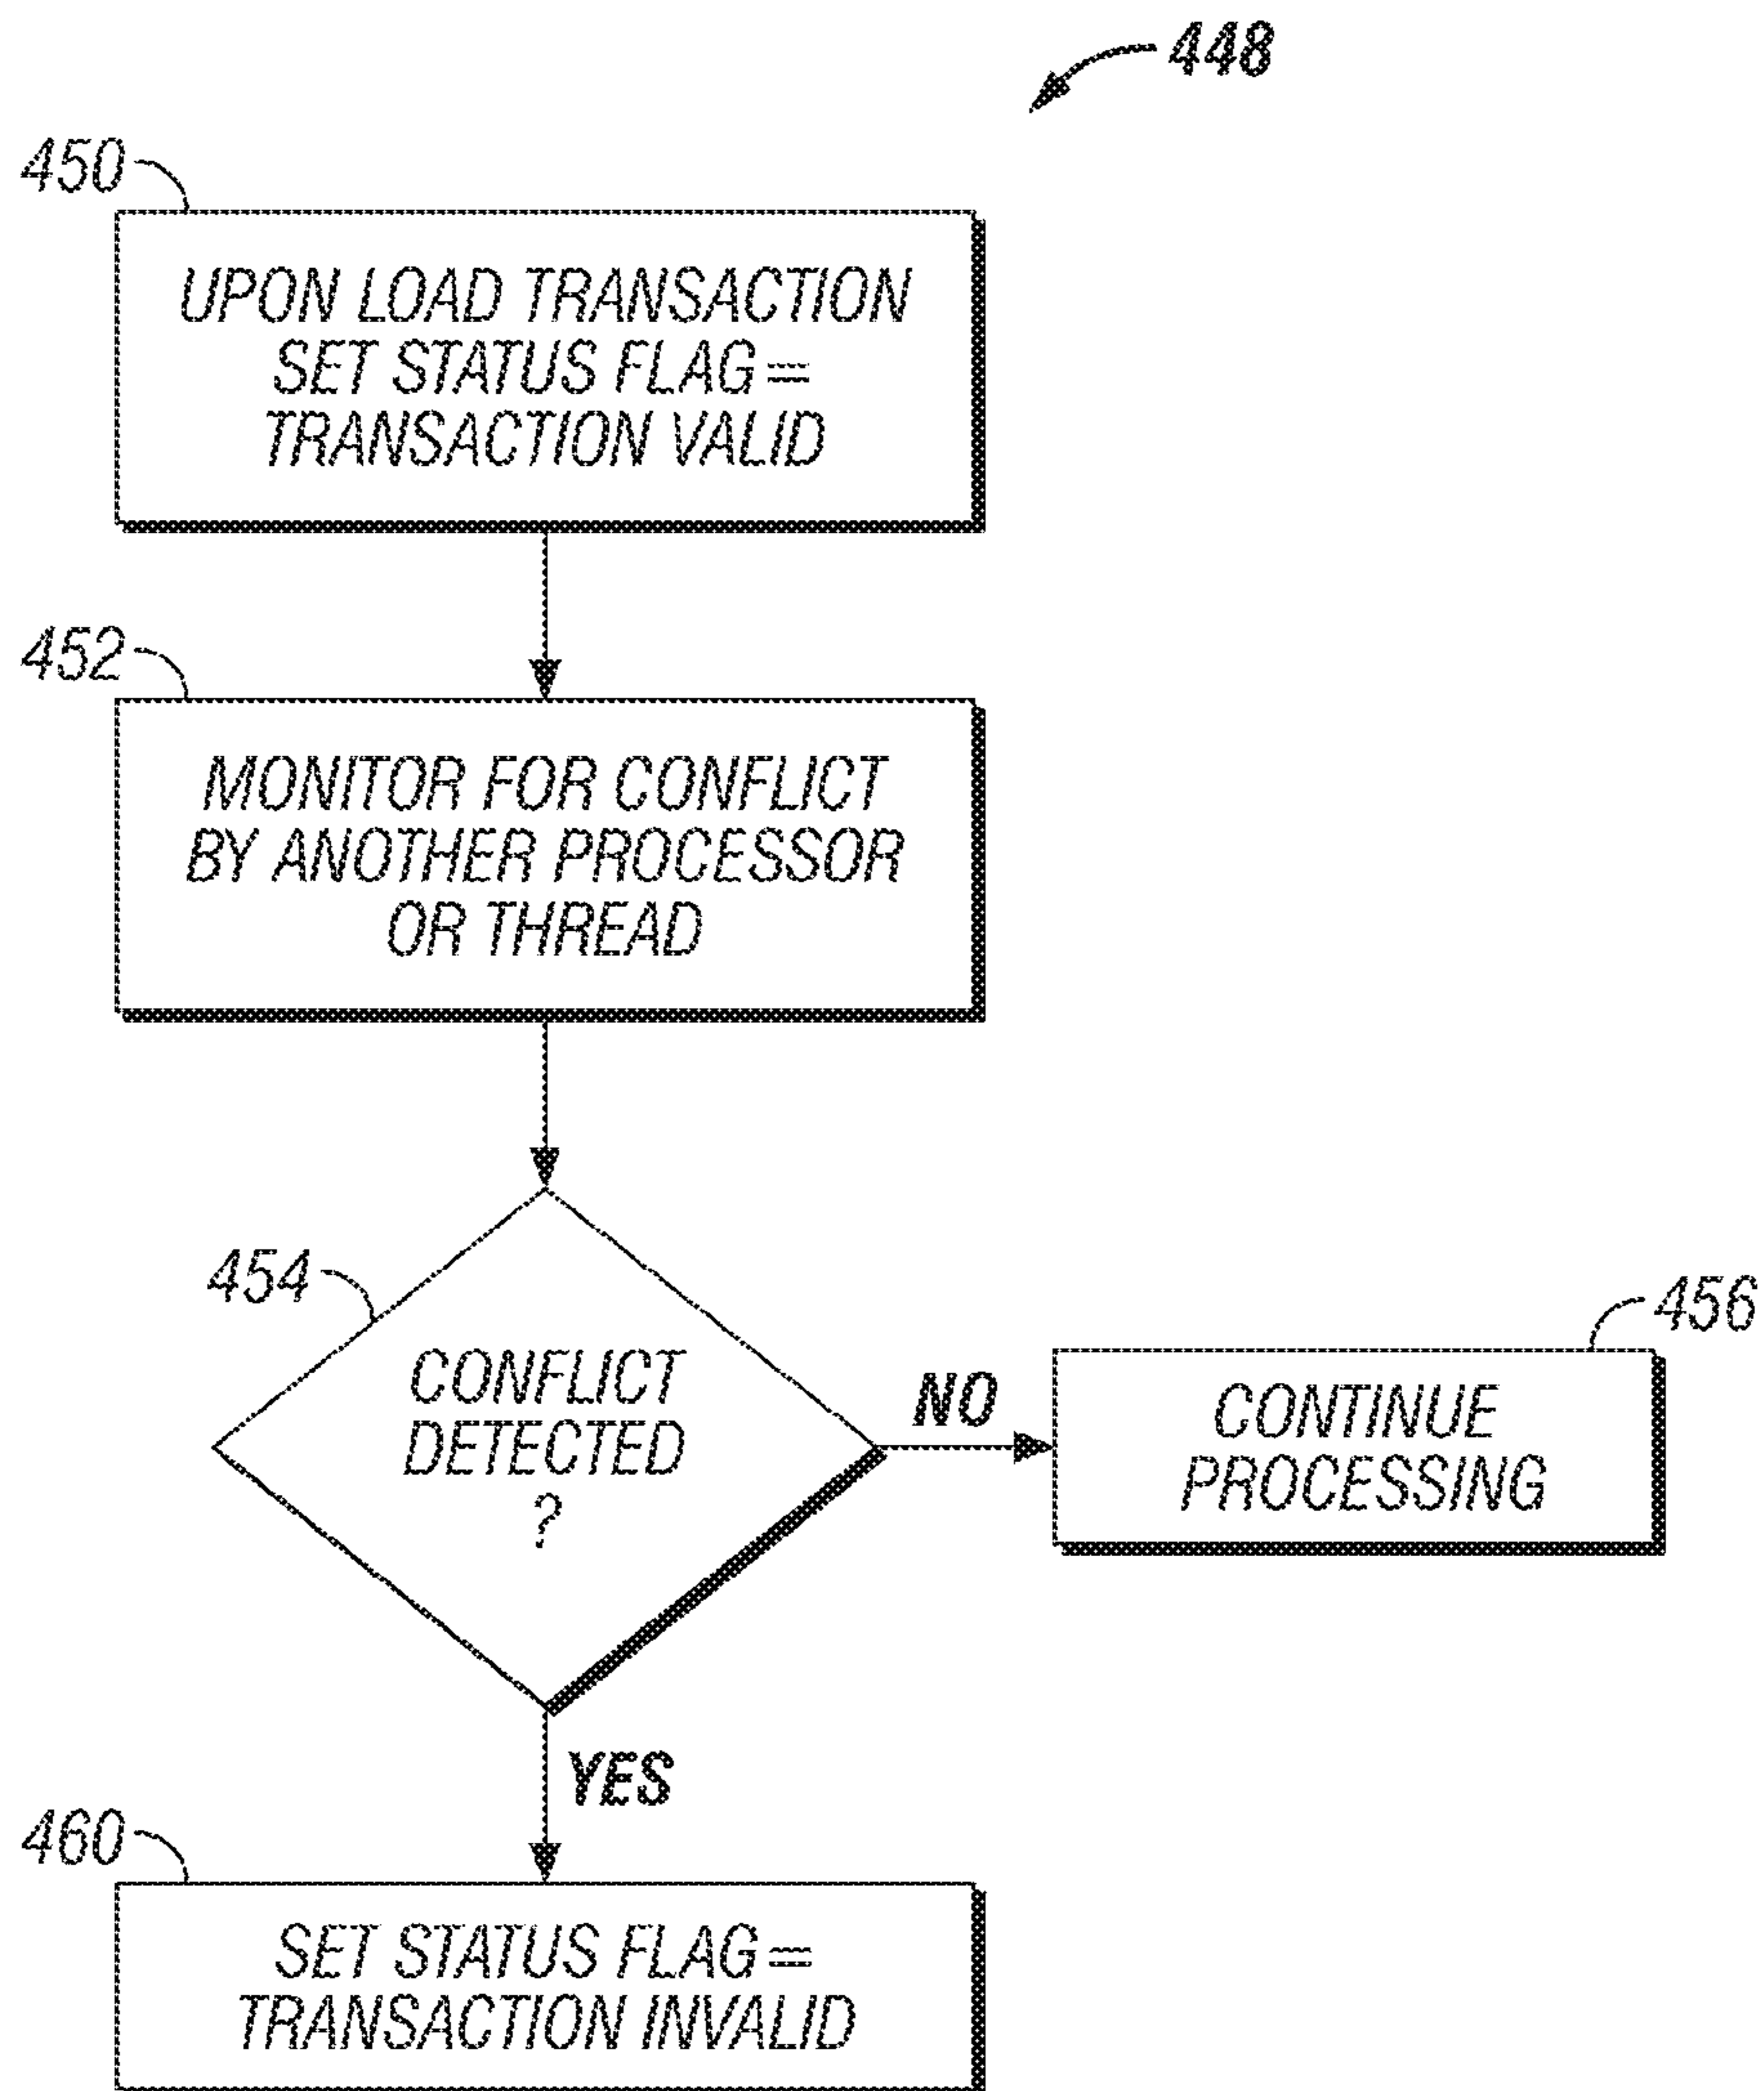 448
450
UPON LOAD TRANSACTION
SET STATUS FLAG =
TRANSACTION VALID
452
MONITOR FOR CONFLICT
BY ANOTHER PROCESSOR
OR THREAD
454
CONFLICT
DETECTED
?
NO
456
CONTINUE
PROCESSING
YES
460
SET STATUS FLAG =
TRANSACTION INVALID